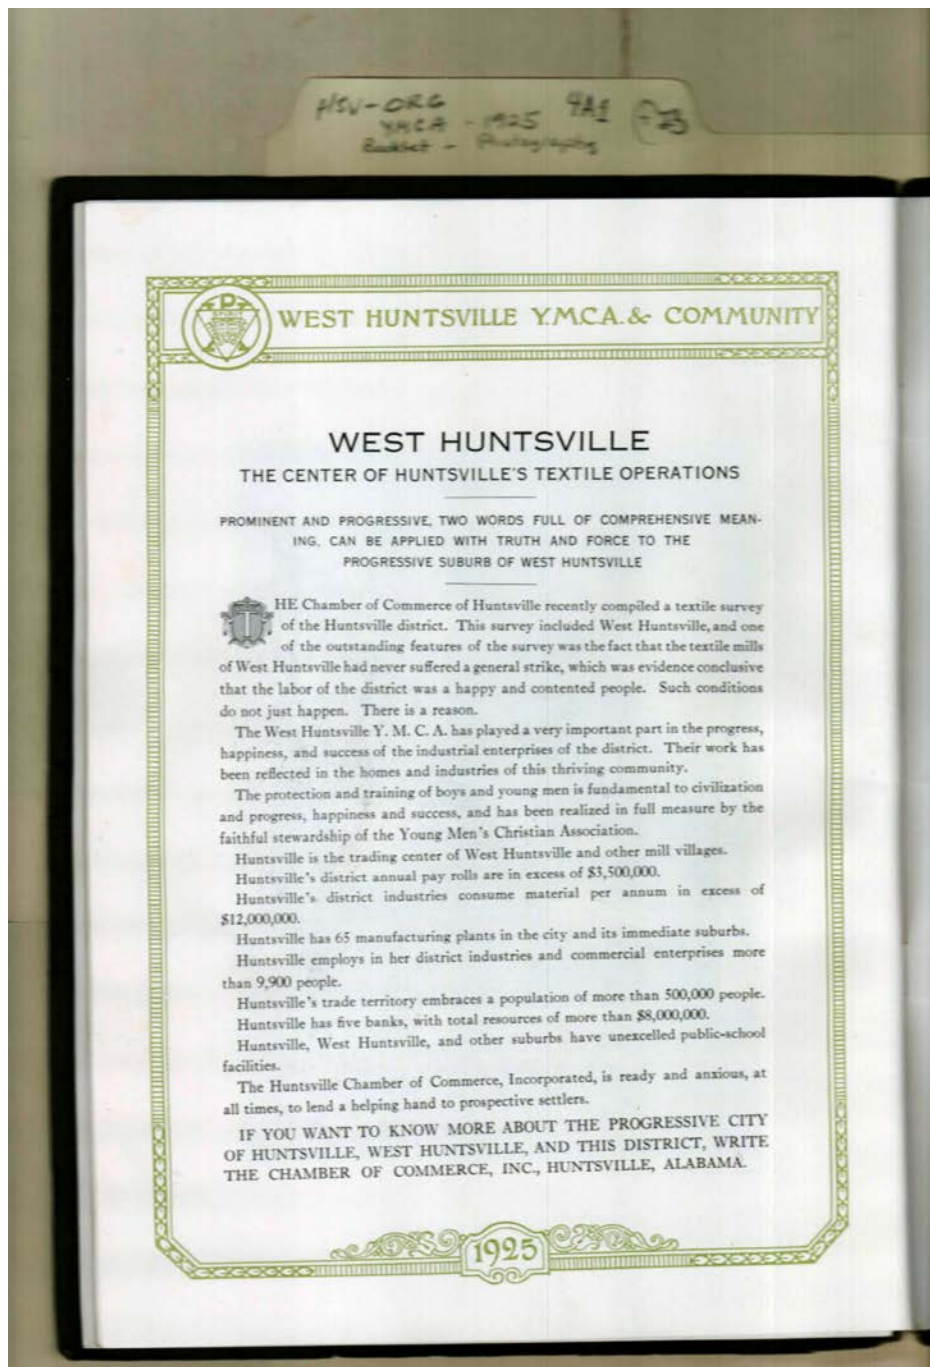 HSV-ORG 4A1 F23
YMCA - 1925
Booklet - Photographs
WEST HUNTSVILLE Y.M.C.A. & COMMUNITY
WEST HUNTSVILLE
THE CENTER OF HUNTSVILLE'S TEXTILE OPERATIONS
PROMINENT AND PROGRESSIVE, TWO WORDS FULL OF COMPREHENSIVE MEAN-
ING, CAN BE APPLIED WITH TRUTH AND FORCE TO THE
PROGRESSIVE SUBURB OF WEST HUNTSVILLE
THE Chamber of Commerce of Huntsville recently compiled a textile survey
of the Huntsville district. This survey included West Huntsville, and one
of the outstanding features of the survey was the fact that the textile mills
of West Huntsville had never suffered a general strike, which was evidence conclusive
that the labor of the district was a happy and contented people. Such conditions
do not just happen. There is a reason.
The West Huntsville Y. M. C. A. has played a very important part in the progress,
happiness, and success of the industrial enterprises of the district. Their work has
been reflected in the homes and industries of this thriving community.
The protection and training of boys and young men is fundamental to civilization
and progress, happiness and success, and has been realized in full measure by the
faithful stewardship of the Young Men's Christian Association.
Huntsville is the trading center of West Huntsville and other mill villages.
Huntsville's district annual pay rolls are in excess of $3,500,000.
Huntsville's district industries consume material per annum in excess of
$12,000,000.
Huntsville has 65 manufacturing plants in the city and its immediate suburbs.
Huntsville employs in her district industries and commercial enterprises more
than 9,900 people.
Huntsville's trade territory embraces a population of more than 500,000 people.
Huntsville has five banks, with total resources of more than $8,000,000.
Huntsville, West Huntsville, and other suburbs have unexcelled public-school
facilities.
The Huntsville Chamber of Commerce, Incorporated, is ready and anxious, at
all times, to lend a helping hand to prospective settlers.
IF YOU WANT TO KNOW MORE ABOUT THE PROGRESSIVE CITY
OF HUNTSVILLE, WEST HUNTSVILLE, AND THIS DISTRICT, WRITE
THE CHAMBER OF COMMERCE, INC., HUNTSVILLE, ALABAMA.
1925